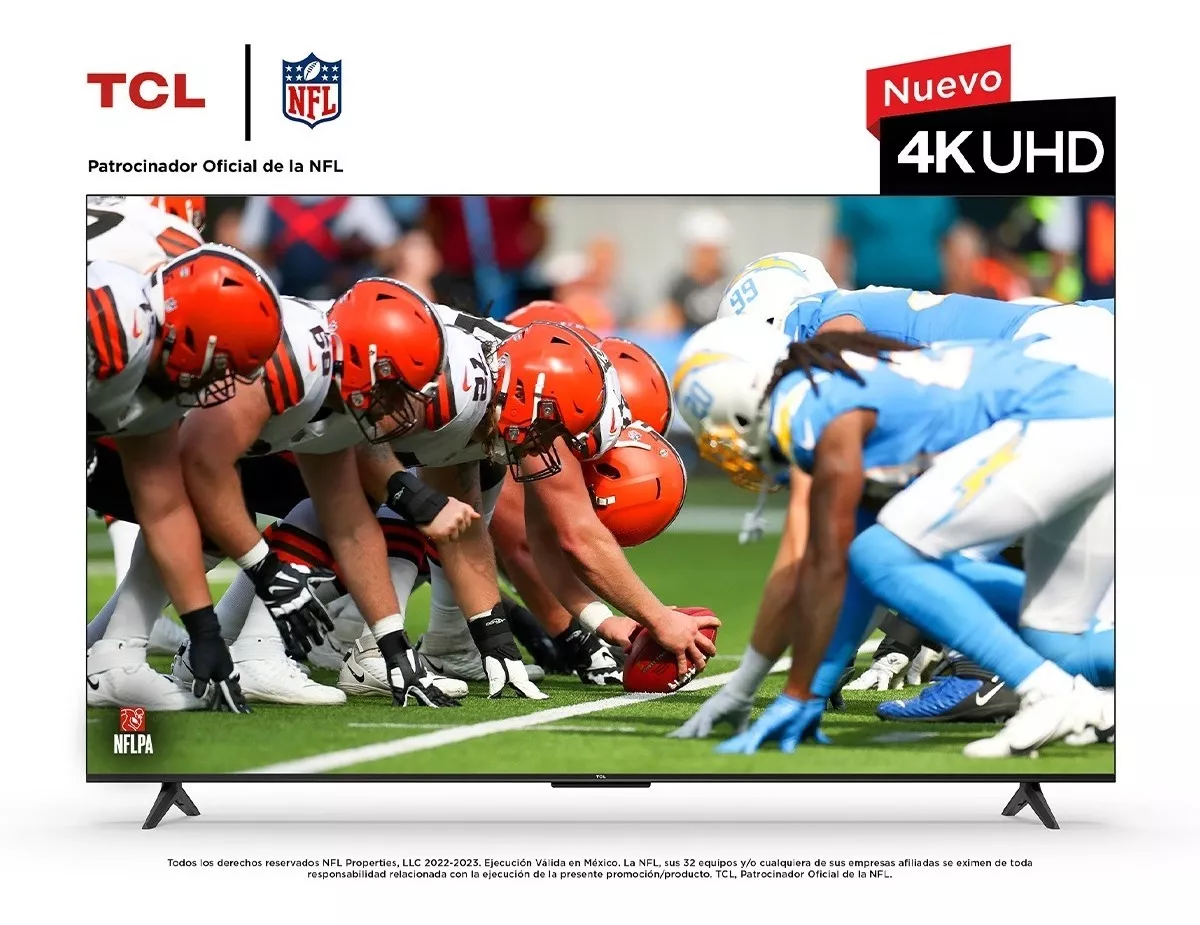 TCL
NFL
Patrocinador Oficial de la NFL
Nuevo
4K UHD
99
20
NFLPA
TCL
Todos los derechos reservados NFL Properties, LLC 2022-2023. Ejecución Válida en México. La NFL, sus 32 equipos y/o cualquiera de sus empresas afiliadas se eximen de toda
responsabilidad relacionada con la ejecución de la presente promoción/producto. TCL, Patrocinador Oficial de la NFL.